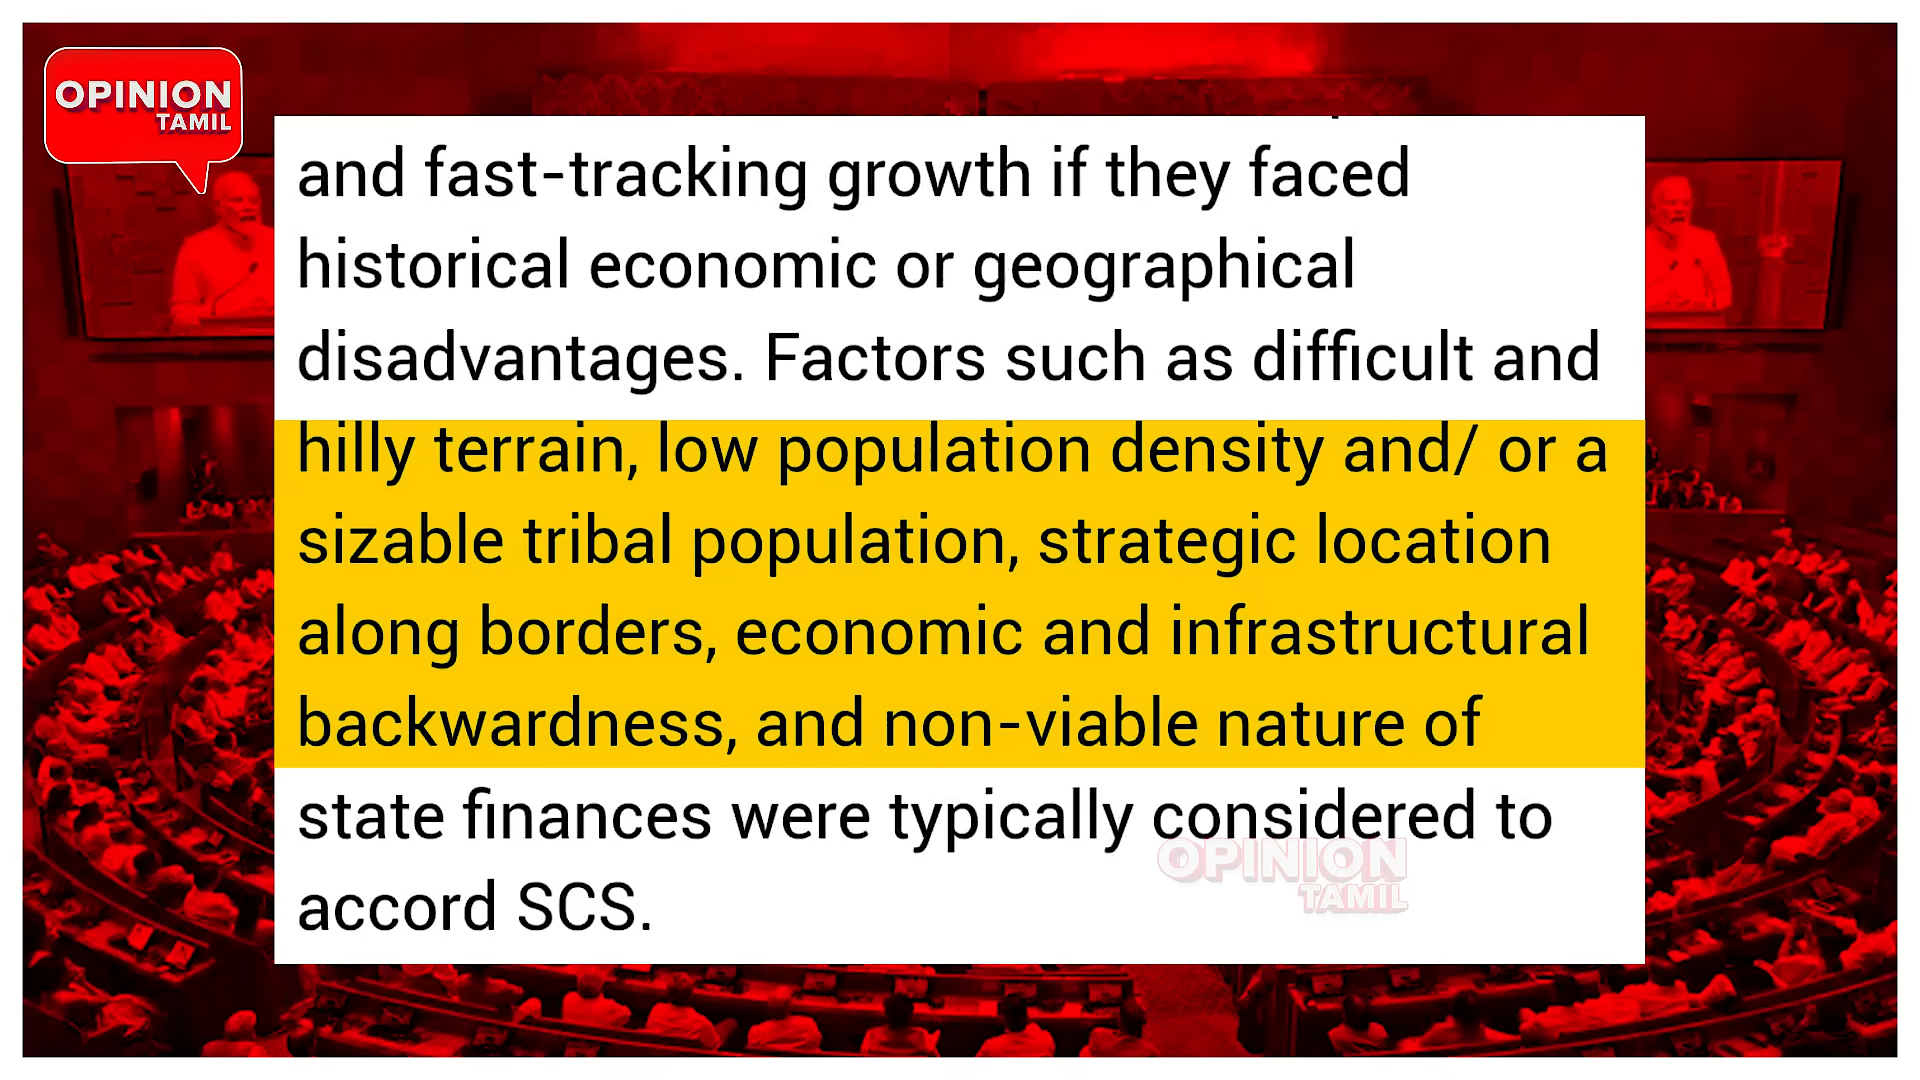 OPINION
TAMIL
and fast-tracking growth if they faced
historical economic or geographical
disadvantages. Factors such as difficult and
hilly terrain, low population density and/ or a
sizable tribal population, strategic location
along borders, economic and infrastructural
backwardness, and non-viable nature of
state finances were typically considered to
accord SCS.
OPINION
TAMIL